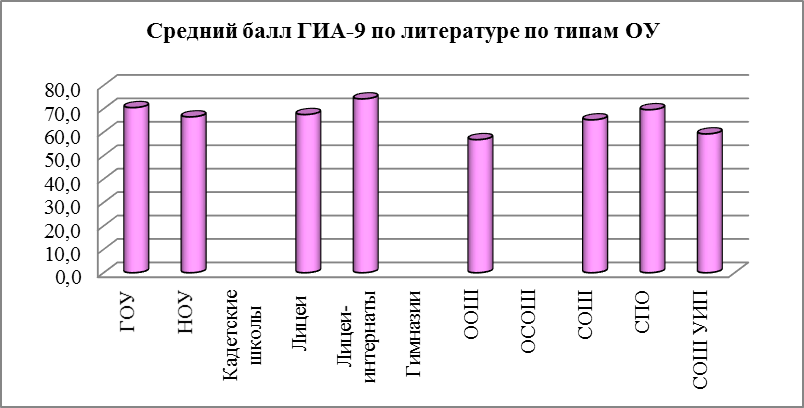 Средний балл ГИА-9 по литературе по типам ОУ
80,0
70,0
60,0
50,0
40,0
30,0
20,0
10,0
0,0
ГОУ
НОУ
Кадетские
школы
Лицеи
Лицеи-
интернаты
Гимназии
ООШ
ОСОШ
СОШ
СПО
СОШ УИП